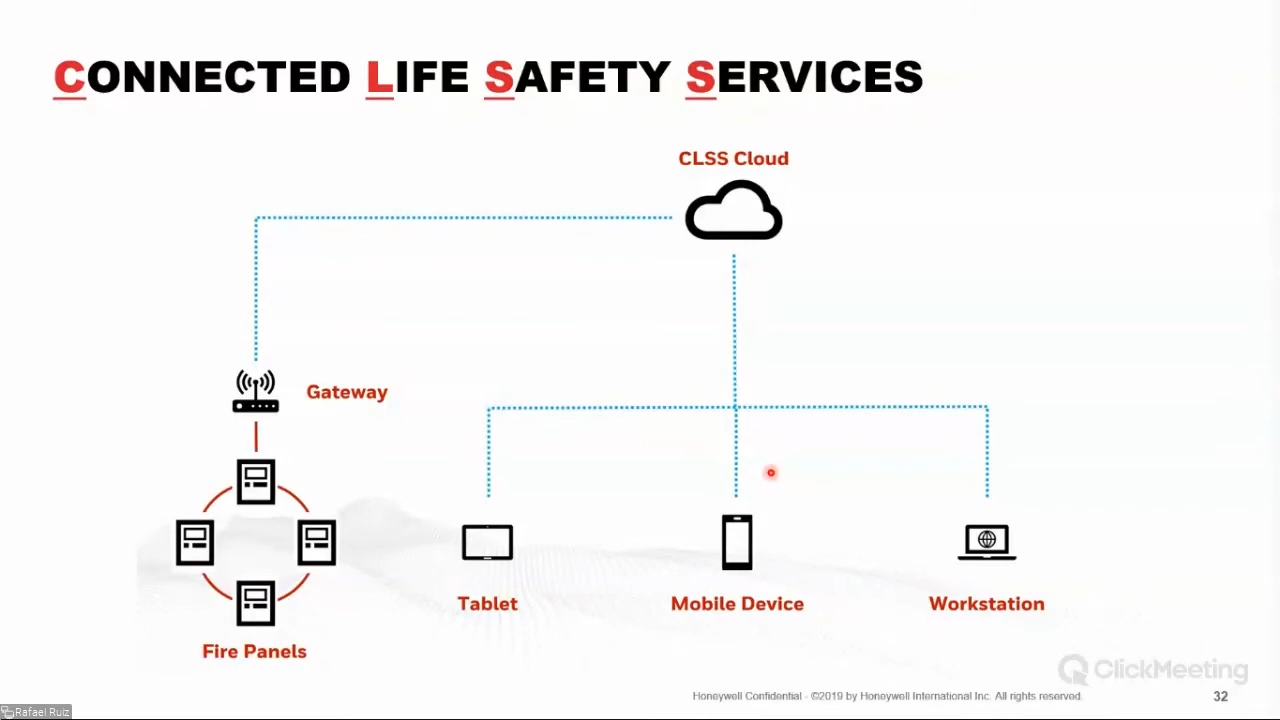 CONNECTED LIFE SAFETY SERVICES
CLSS Cloud
Gateway
Tablet
Mobile Device
Workstation
Fire Panels
ClickMeeting
Honeywell Confidential - ©2019 by Honeywell International Inc. All rights reserved.
32
Rafael Ruiz